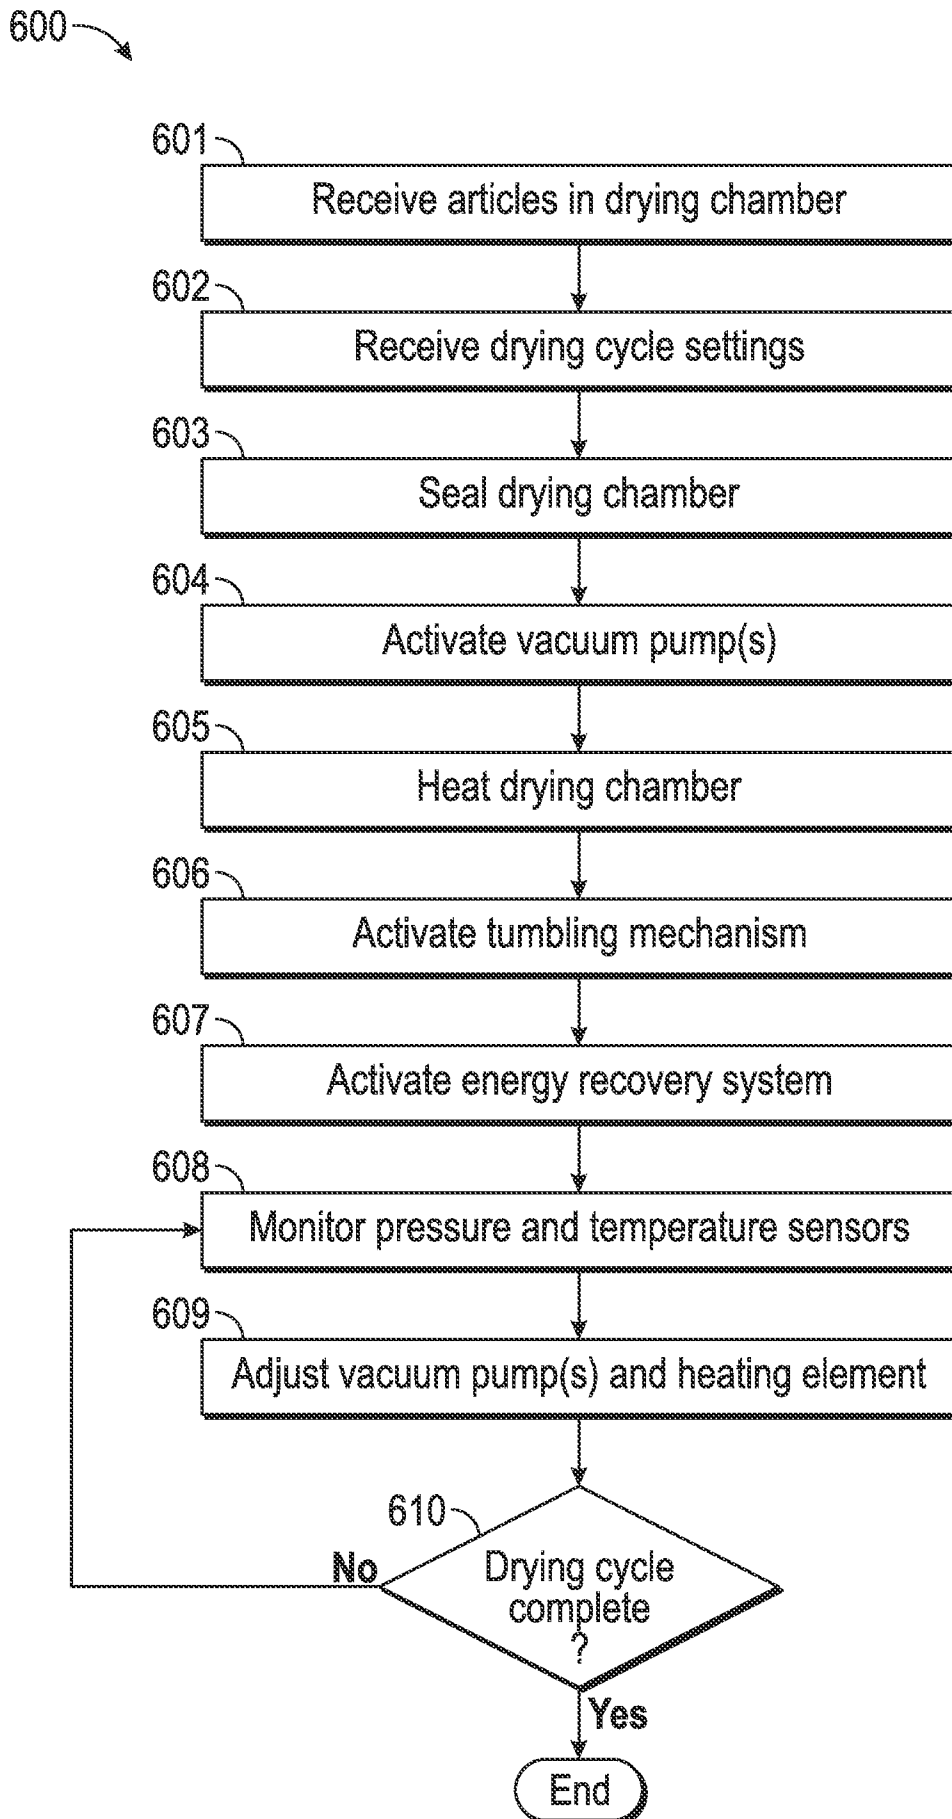 600
601
Receive articles in drying chamber
602
Receive drying cycle settings
603
Seal drying chamber
604
Activate vacuum pump(s)
605
Heat drying chamber
606
Activate tumbling mechanism
607
Activate energy recovery system
608
Monitor pressure and temperature sensors
609
Adjust vacuum pump(s) and heating element
610
No
Drying cycle
complete
?
Yes
End